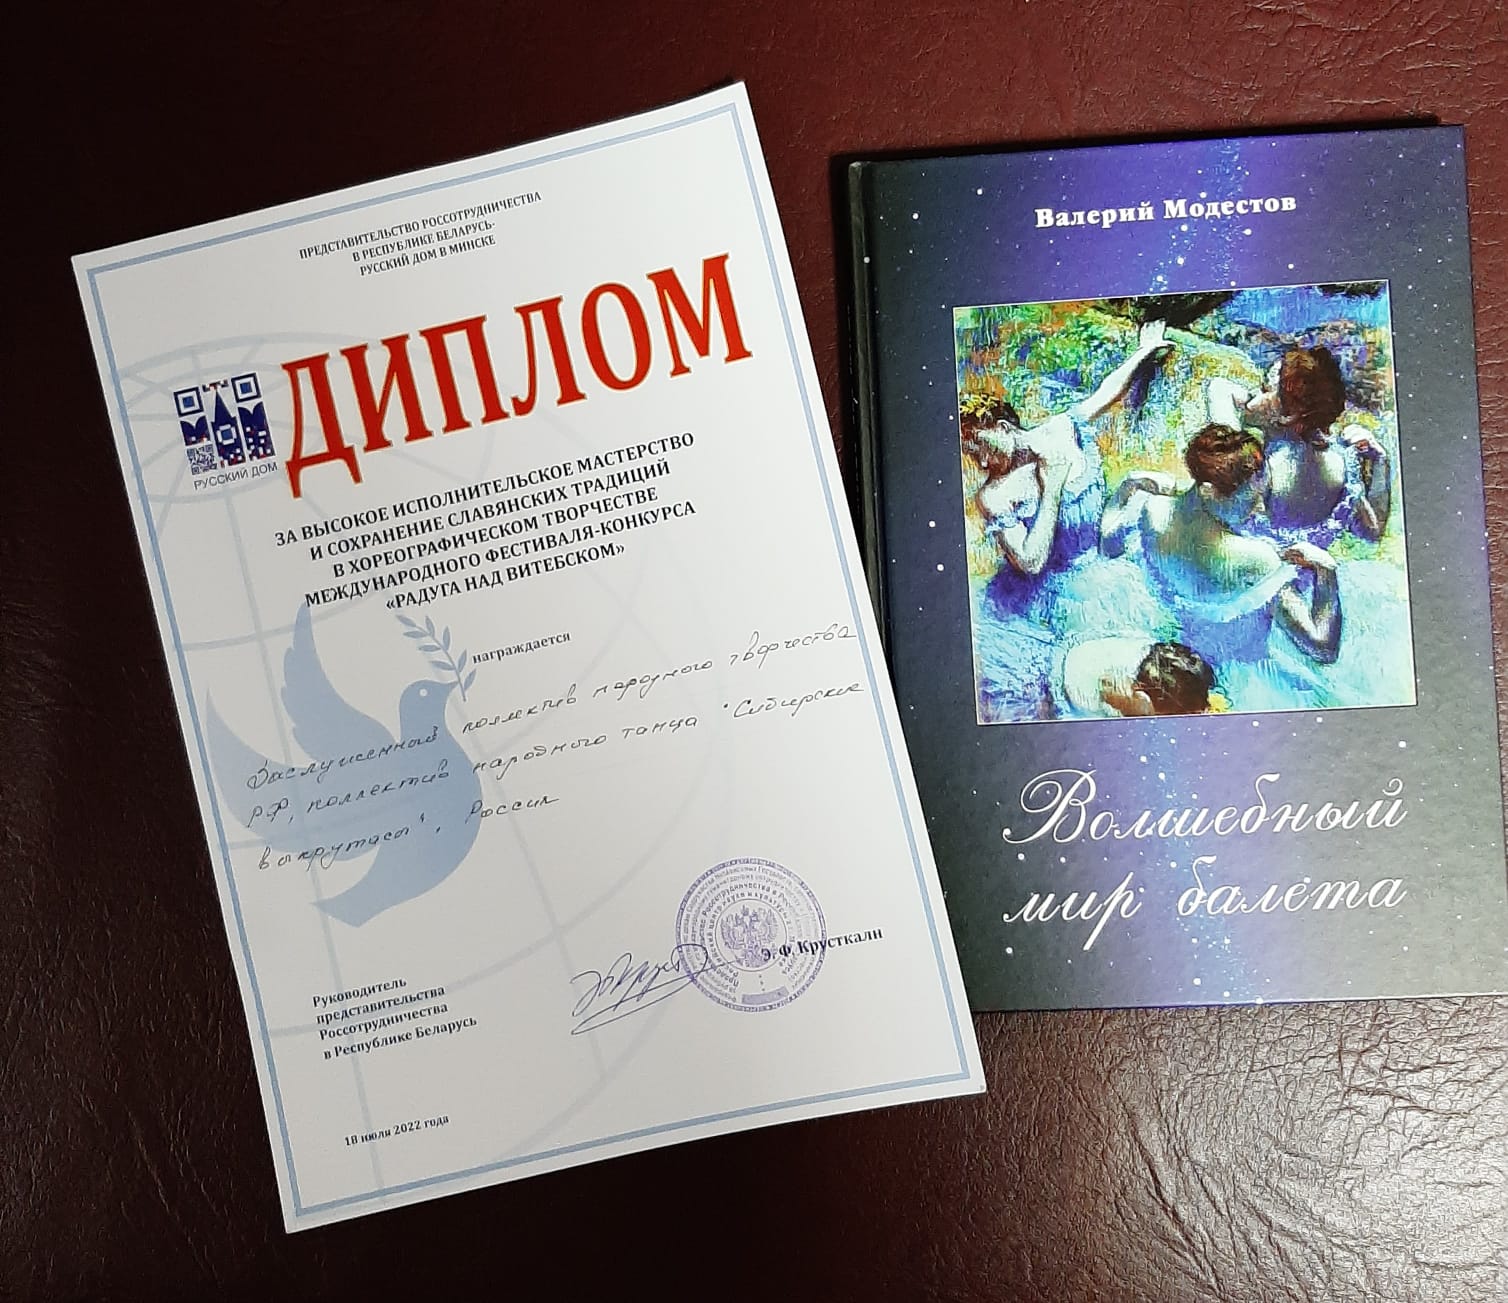 ПРЕДСТАВИТЕЛЬСТВО РОССОТРУДНИЧЕСТВА
В РЕСПУБЛИКЕ БЕЛАРУСЬ-
РУССКИЙ ДОМ В МИНСКЕ
ДИПЛОМ
РУССКИЙ ДОМ
ЗА ВЫСОКОЕ ИСПОЛНИТЕЛЬСКОЕ МАСТЕРСТВО
И СОХРАНЕНИЕ СЛАВЯНСКИХ ТРАДИЦИЙ
В ХОРЕОГРАФИЧЕСКОМ ТВОРЧЕСТВЕ
МЕЖДУНАРОДНОГО ФЕСТИВАЛЯ-КОНКУРСА
«РАДУГА НАД ВИТЕБСКОМ»
награждается
Заслуженный коллектив народного творчества
РФ, коллектив народного танца "Сибирские
выкрутасы", Россия
Э. Ф. Крусткалн
Руководитель
представительства
Россотрудничества
в Республике Беларусь
18 июля 2022 года
Валерий Модестов
Волшебный
мир балета